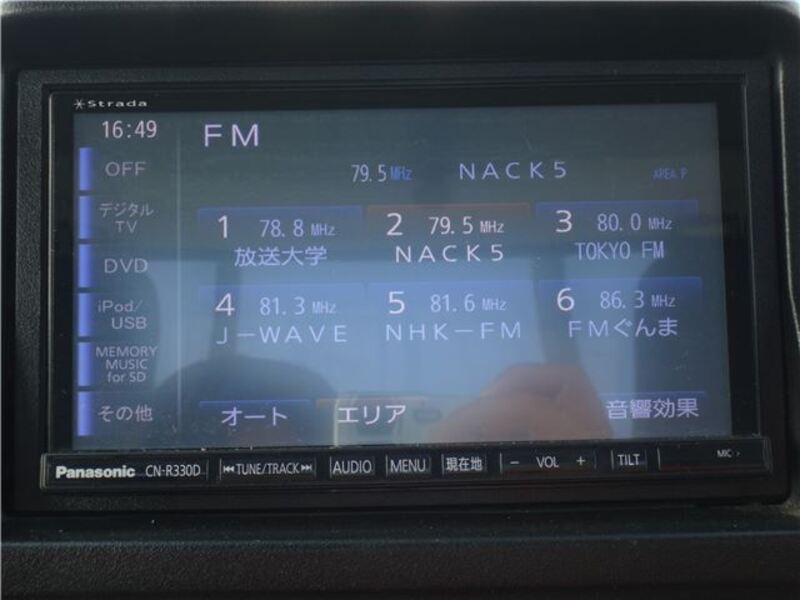 Strada
16:49
FM
79.5MHz NACK5 AREA P
OFF
デジタル
TV
DVD
iPod/
USB
MEMORY
MUSIC
for SD
その他
1 78.8 MHz
放送大学
2 79.5 MHz
NACK5
3 80.0 MHz
TOKYO FM
4 81.3 MHz
J-WAVE
5 81.6 MHz
NHK-FM
6 86.3 MHz
FMぐんま
オート
エリア
音響効果
Panasonic CN-R330D TUNE/TRACK AUDIO MENU 現在地 - VOL + TILT MIC